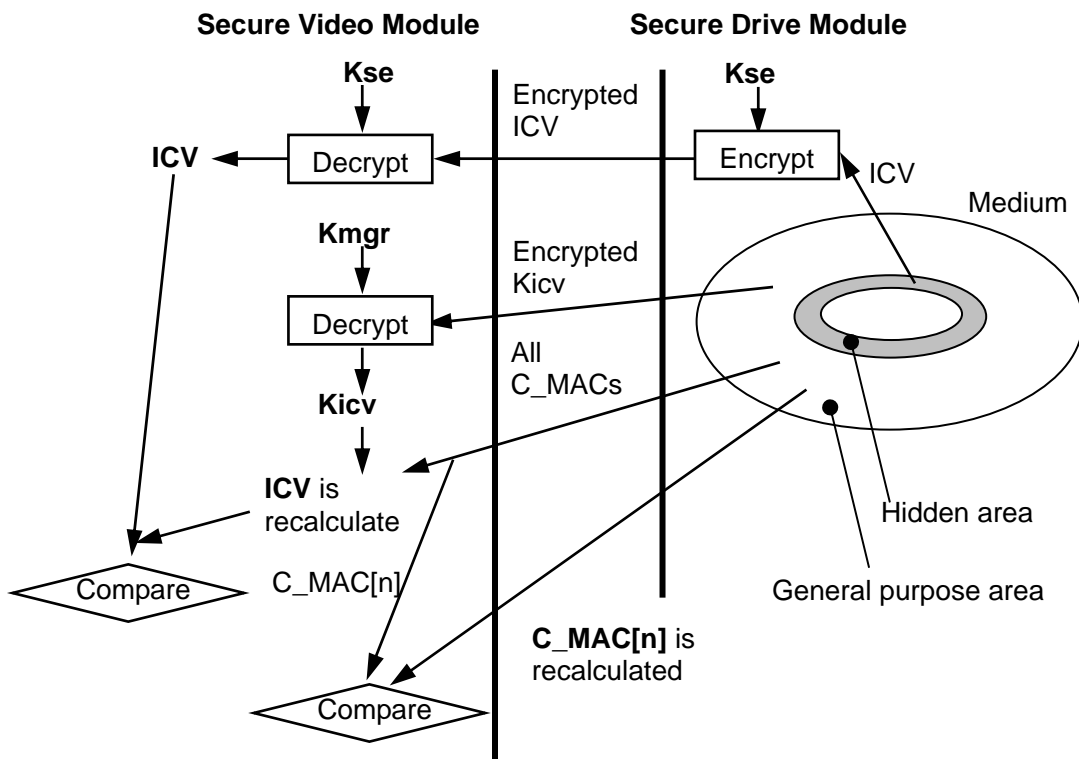 Secure Video Module
Secure Drive Module
Kse
Kse
Encrypted
ICV
ICV
Decrypt
Encrypt
ICV
Medium
Kmgr
Encrypted
Kicv
Decrypt
All
C_MACs
Kicv
ICV is
recalculate
Hidden area
Compare
C_MAC[n]
General purpose area
C_MAC[n] is
recalculated
Compare